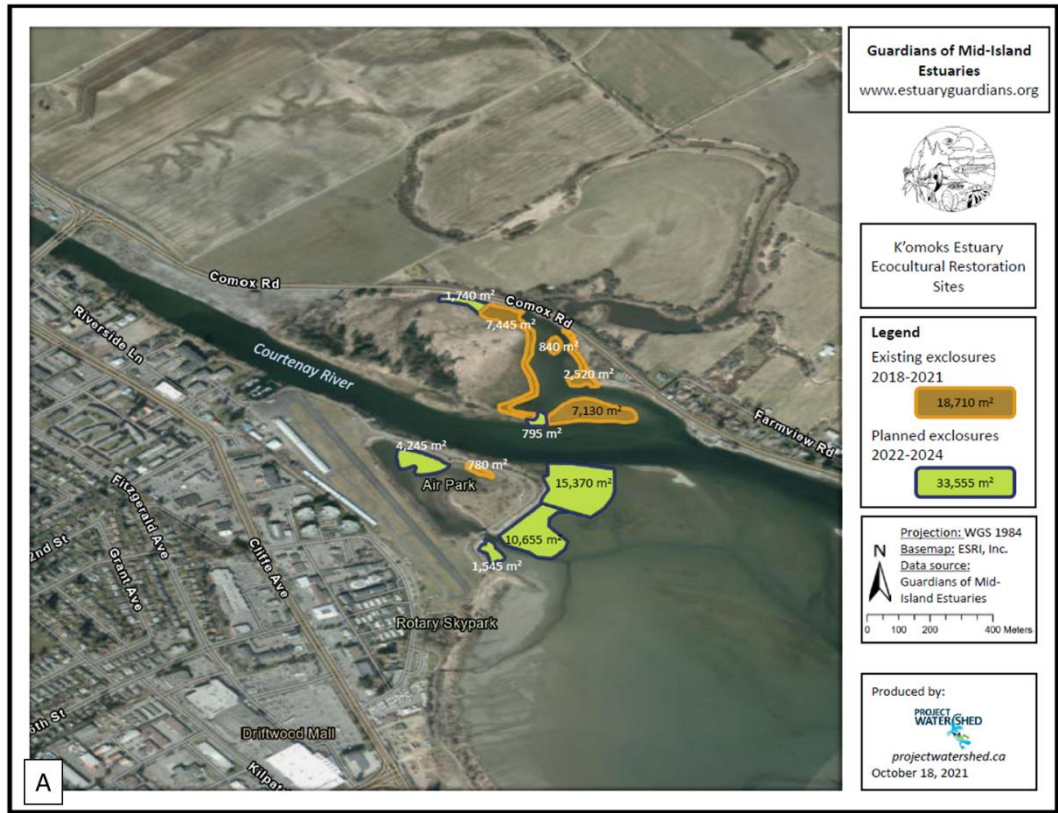 Guardians of Mid-Island
Estuaries
www.estuaryguardians.org
K'omoks Estuary
Ecocultural Restoration
Sites
Legend
Existing exclosures
2018-2021
18,710 m²
Planned exclosures
2022-2024
33,555 m²
Projection: WGS 1984
Basemap: ESRI, Inc.
Data source:
Guardians of Mid-
Island Estuaries
N
0 100 200 400 Meters
Produced by:
PROJECT
WATERSHED
projectwatershed.ca
October 18, 2021
Comox Rd
1,740 m²
Comox Rd
7,445 m²
840 m²
2,520 m²
7,130 m²
795 m²
Farmview Rd
Riverside Ln
Courtenay River
4,245 m²
780 m²
Air Park
15,370 m²
10,655 m²
1,545 m²
Fitzgerald Ave
Cliffe Ave
2nd St
Grant Ave
Rotary Skypark
6th St
Driftwood Mall
Kilpat
A